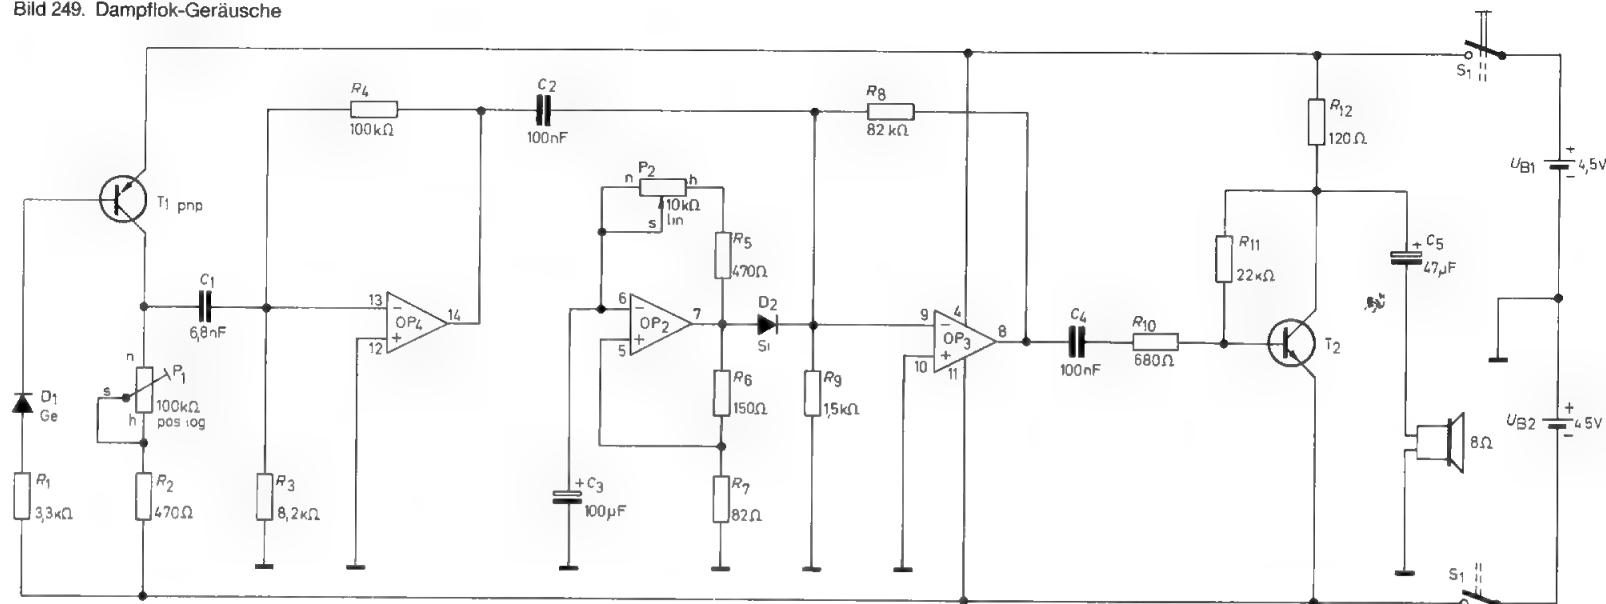 Bild 249. Dampflok-Geräusche
S1
R4
100kΩ
C2
100nF
R8
82kΩ
R12
120Ω
UB1
+
4,5V
−
T1 pnp
P2
n
h
10kΩ
lin
s
R5
470Ω
R11
22kΩ
+
C5
47µF
C1
6,8nF
13
−
OP4
14
+
12
6
−
OP2
7
+
5
D2
Si
9
−
4
OP3
8
+
10
11
C4
100nF
R10
680Ω
T2
n
P1
s
100kΩ
h
pos log
D1
Ge
R6
150Ω
R9
1,5kΩ
UB2
+
4,5V
−
8Ω
R1
3,3kΩ
R2
470Ω
R3
8,2kΩ
+
C3
100µF
R7
82Ω
S1